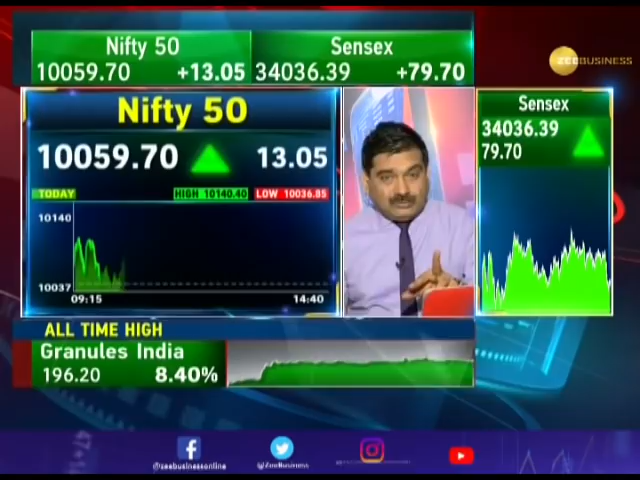 Nifty 50
10059.70 +13.05
Sensex
34036.39 +79.70
ZEEBUSINESS
Nifty 50
10059.70 13.05
TODAY HIGH 10140.40 LOW 10036.85
10140
10037
09:15 14:40
Sensex
34036.39
79.70
ALL TIME HIGH
Granules India
196.20 8.40%
@zeebusinessonline
@ZeeBusiness